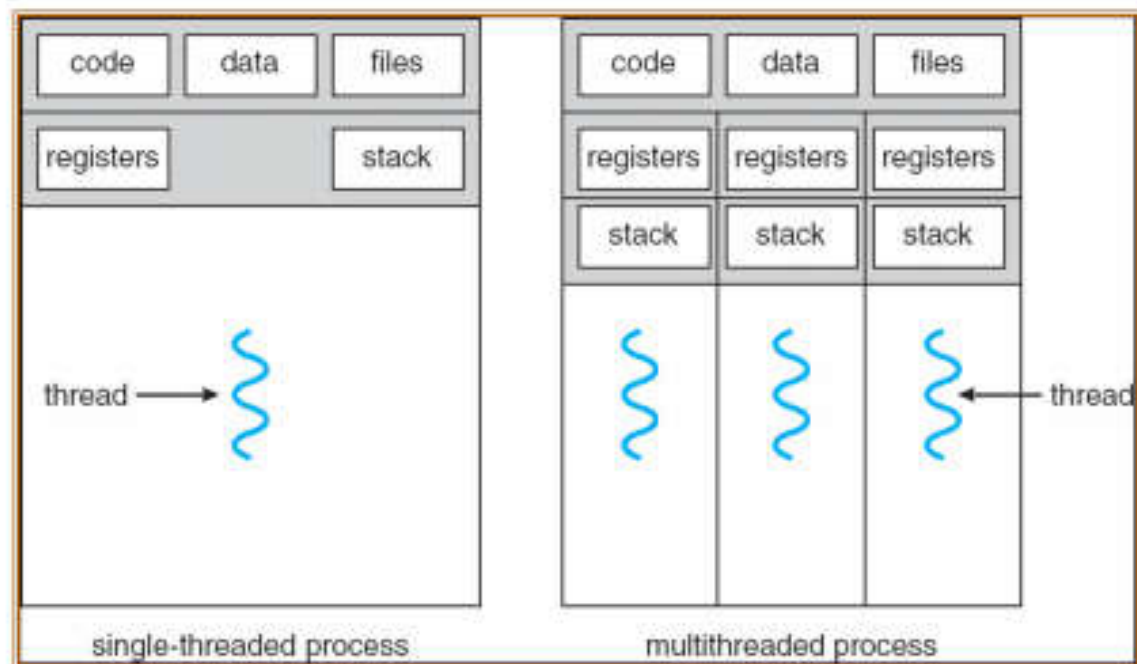 code data files
registers stack
thread
single-threaded process
code data files
registers registers registers
stack stack stack
thread
multithreaded process